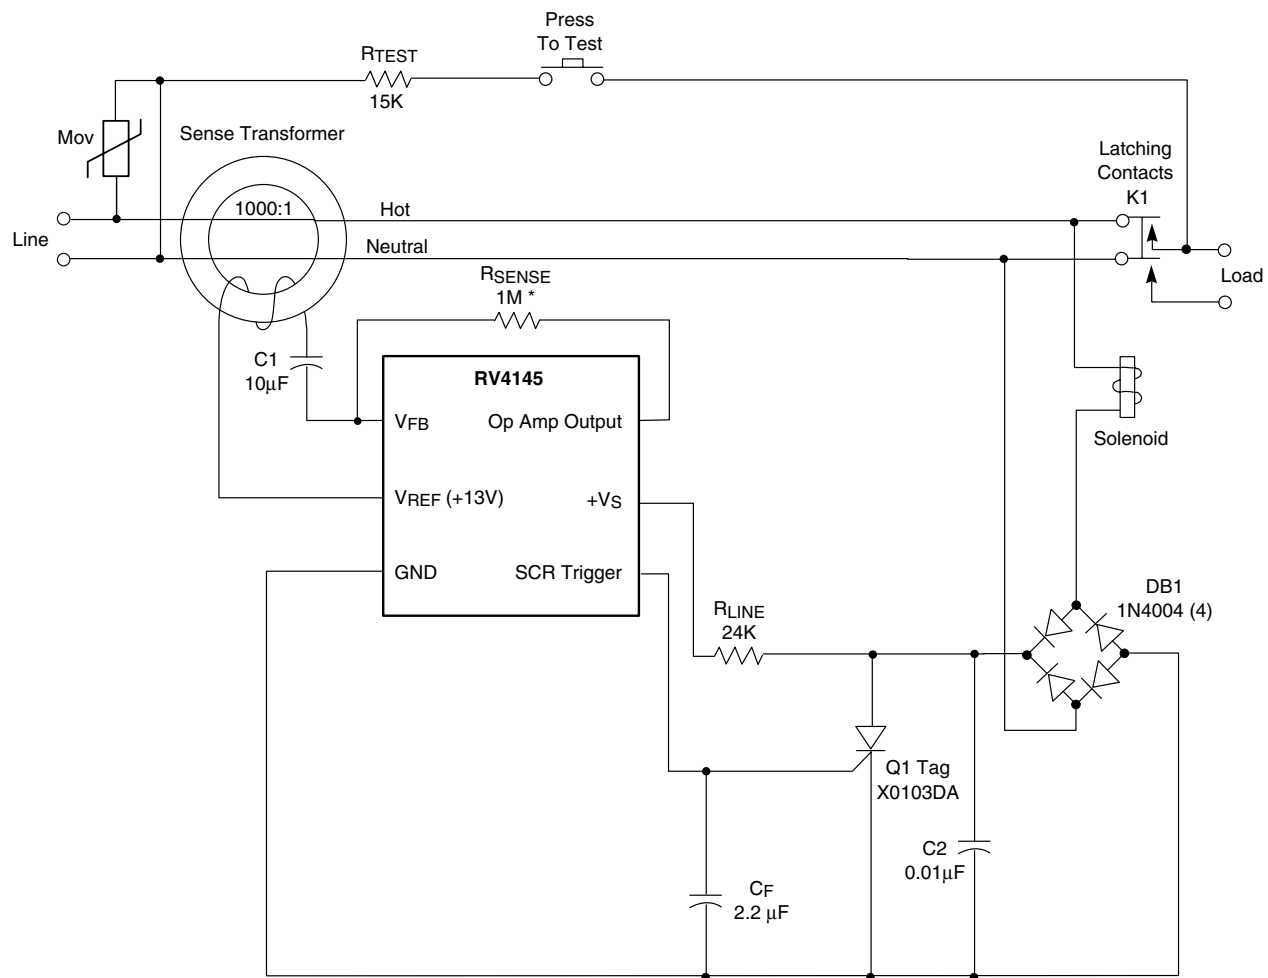 Press
To Test
RTEST
15K
Mov
Sense Transformer
Latching
Contacts
K1
1000:1
Hot
Line
Neutral
Load
RSENSE
1M *
C1
10μF
RV4145
VFB
Op Amp Output
Solenoid
VREF (+13V)
+VS
GND
SCR Trigger
DB1
1N4004 (4)
RLINE
24K
Q1 Tag
X0103DA
C2
0.01μF
CF
2.2 μF